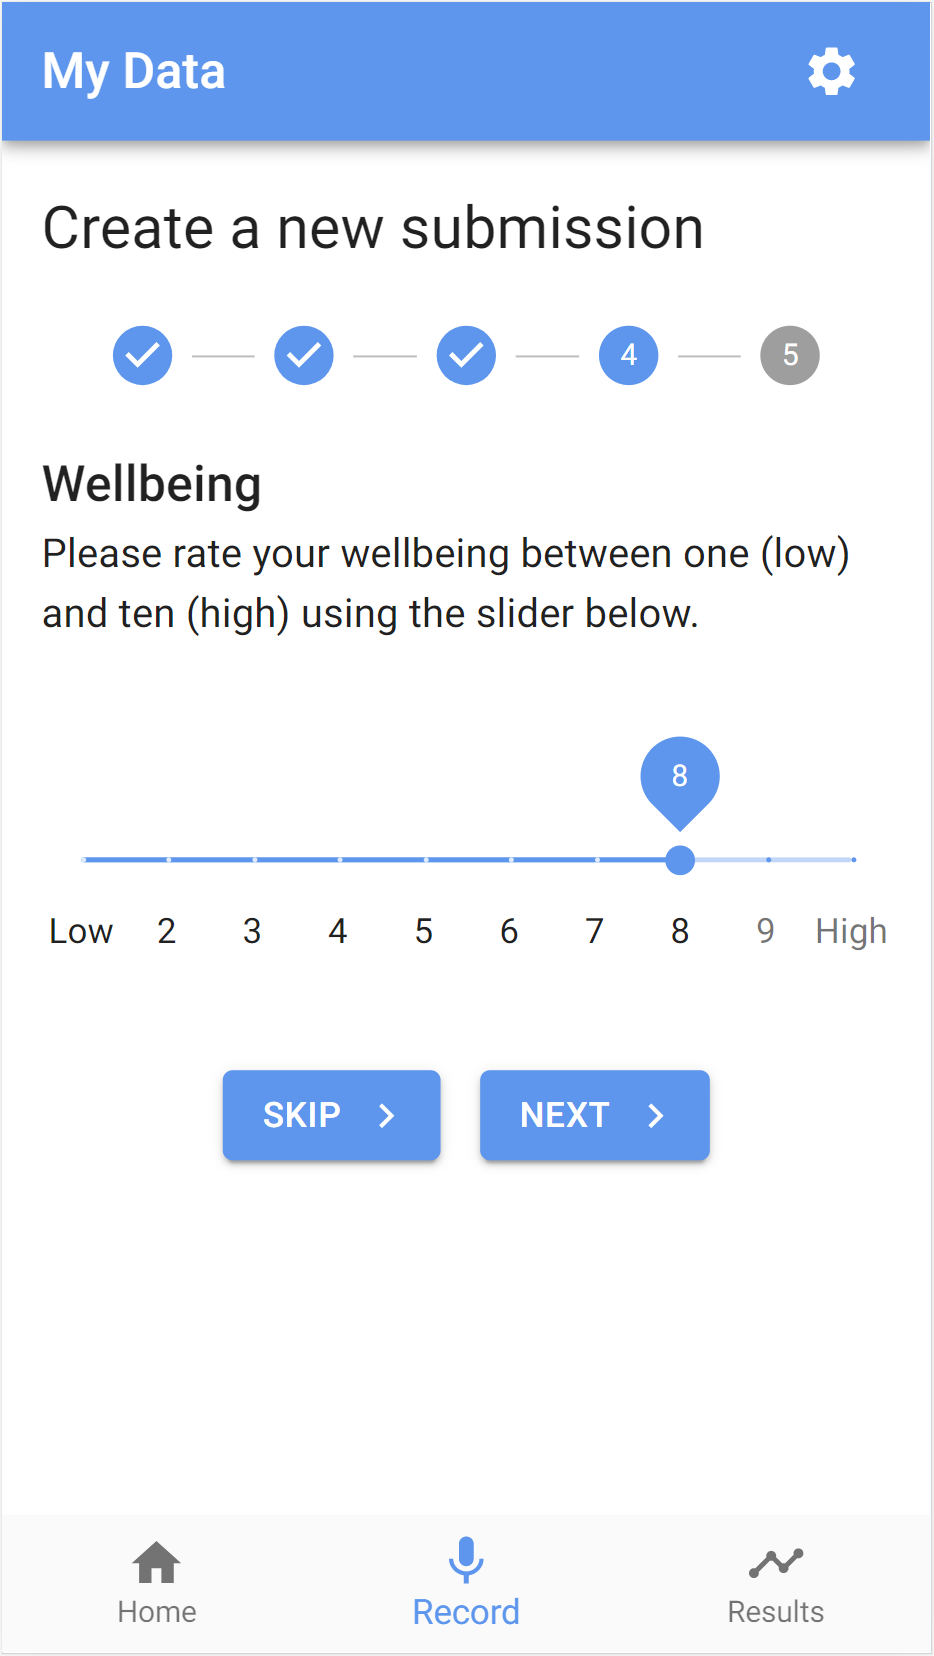 My Data
Create a new submission
4
5
Wellbeing
Please rate your wellbeing between one (low)
and ten (high) using the slider below.
8
Low 2 3 4 5 6 7 8 9 High
SKIP NEXT
Home Record Results